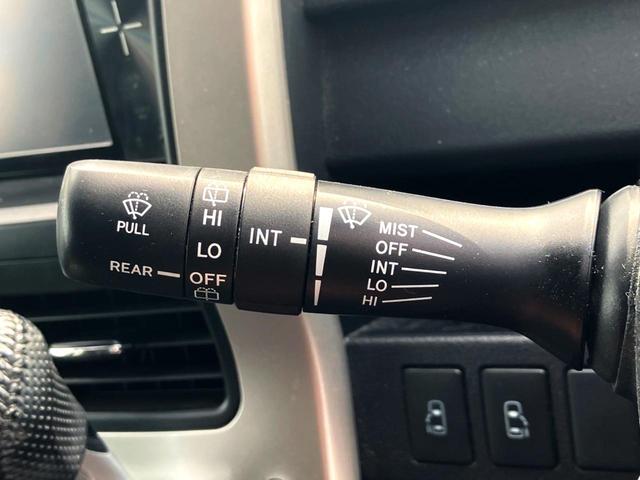 PULL
REAR
HI
LO
OFF
INT
MIST
OFF
INT
LO
HI